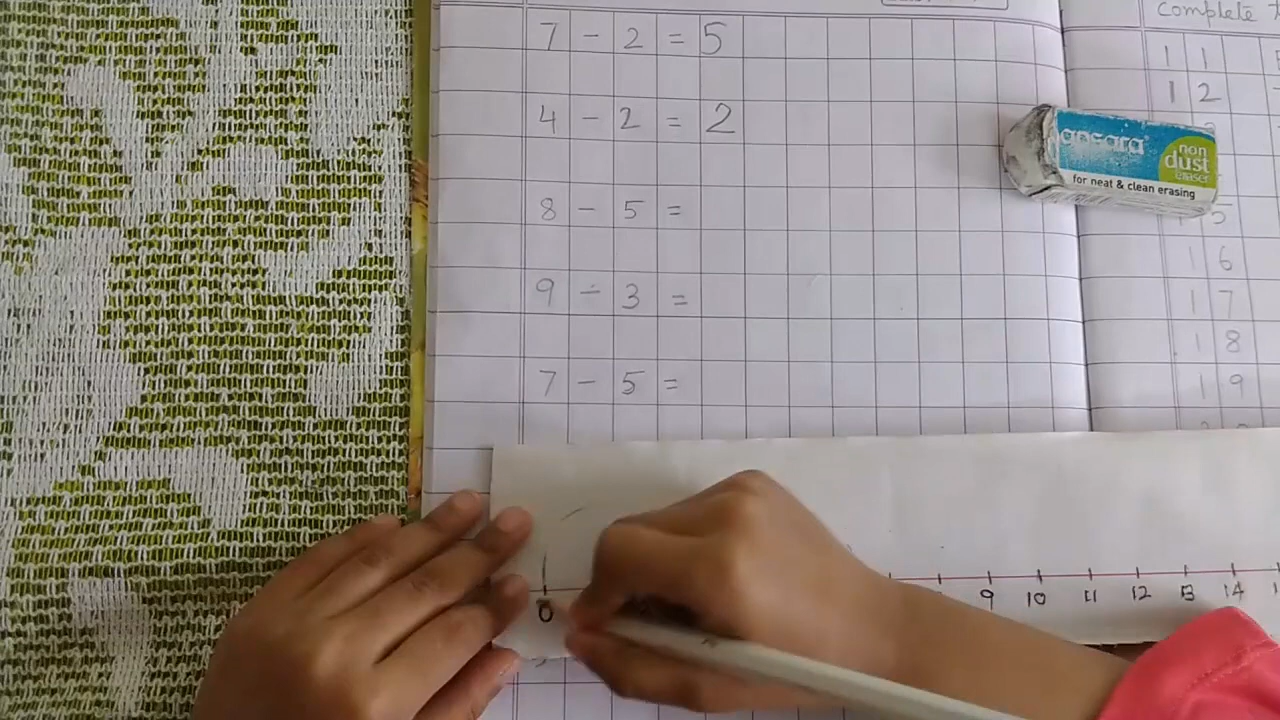 7 - 2 = 5
4 - 2 = 2
8 - 5 =
9 ÷ 3 =
7 - 5 =
Complete
1 1
1 2
5
1 6
1 7
1 8
1 9
apsara
non
dust
eraser
for neat & clean erasing
0 9 10 11 12 13 14